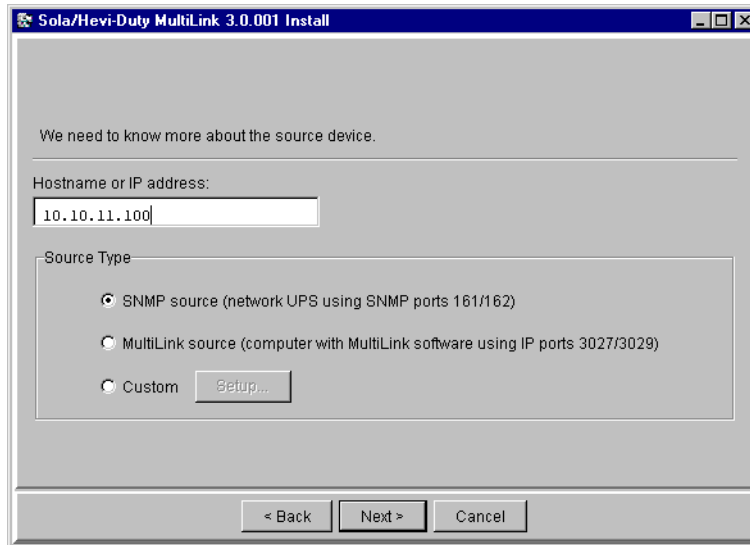 Sola/Hevi-Duty MultiLink 3.0.001 Install
We need to know more about the source device.
Hostname or IP address:
10.10.11.100
Source Type
SNMP source (network UPS using SNMP ports 161/162)
MultiLink source (computer with MultiLink software using IP ports 3027/3029)
Custom Setup...
< Back Next > Cancel